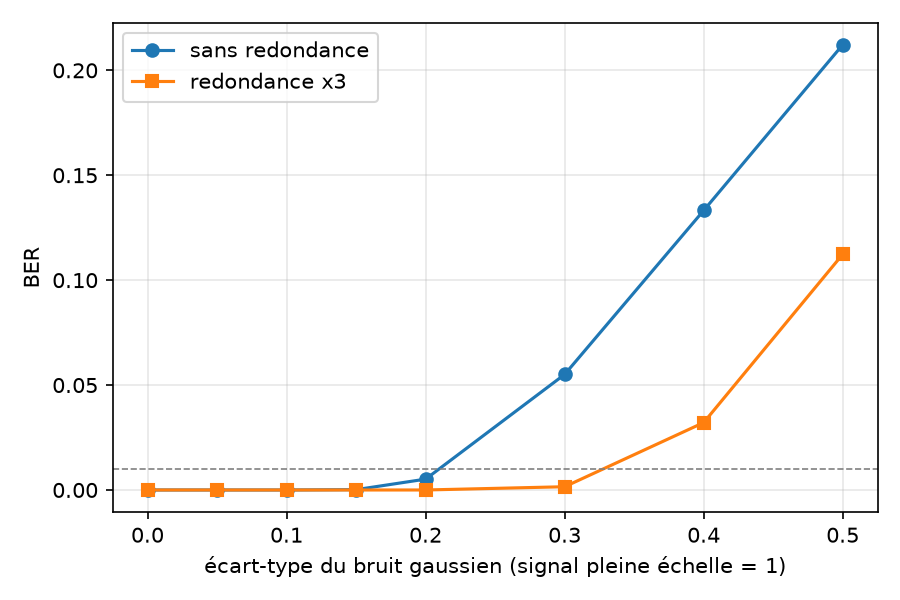 sans redondance
redondance x3
0.20
0.15
0.10
0.05
0.00
BER
0.0 0.1 0.2 0.3 0.4 0.5
écart-type du bruit gaussien (signal pleine échelle = 1)